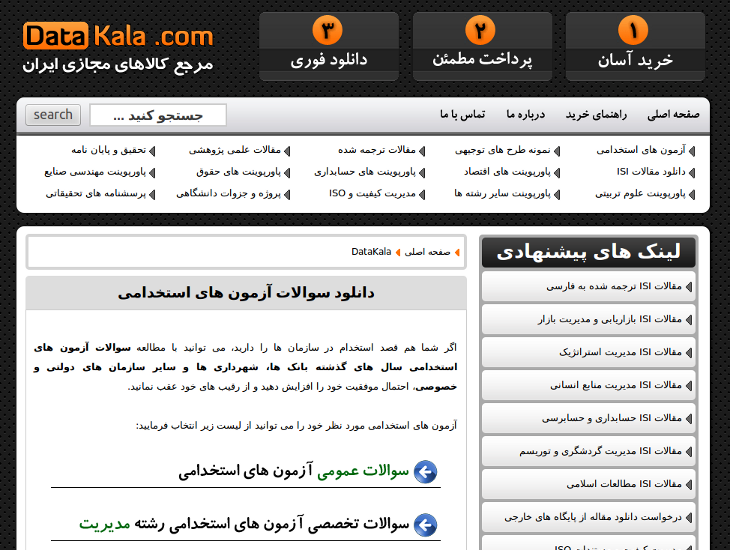 Data Kala .com
مرجع کالاهای مجازی ایران
۱
خرید آسان
۲
پرداخت مطمئن
۳
دانلود فوری
صفحه اصلی
راهنمای خرید
درباره ما
تماس با ما
جستجو کنید ...
search
آزمون های استخدامی
نمونه طرح های توجیهی
مقالات ترجمه شده
مقالات علمی پژوهشی
تحقیق و پایان نامه
دانلود مقالات ISI
پاورپوینت های اقتصاد
پاورپوینت های حسابداری
پاورپوینت های حقوق
پاورپوینت مهندسی صنایع
پاورپوینت علوم تربیتی
پاورپوینت سایر رشته ها
مدیریت کیفیت و ISO
پروژه و جزوات دانشگاهی
پرسشنامه های تحقیقاتی
لینک های پیشنهادی
مقالات ISI ترجمه شده به فارسی
مقالات ISI بازاریابی و مدیریت بازار
مقالات ISI مدیریت استراتژیک
مقالات ISI مدیریت منابع انسانی
مقالات ISI حسابداری و حسابرسی
مقالات ISI مدیریت گردشگری و توریسم
مقالات ISI مطالعات اسلامی
درخواست دانلود مقاله از پایگاه های خارجی
صفحه اصلی DataKala
دانلود سوالات آزمون های استخدامی
اگر شما هم قصد استخدام در سازمان ها را دارید، می توانید با مطالعه سوالات آزمون های
استخدامی سال های گذشته بانک ها، شهرداری ها و سایر سازمان های دولتی و
خصوصی، احتمال موفقیت خود را افزایش دهید و از رقیب های خود عقب نمانید.
آزمون های استخدامی مورد نظر خود را می توانید از لیست زیر انتخاب فرمایید:
سوالات عمومی آزمون های استخدامی
سوالات تخصصی آزمون های استخدامی رشته مدیریت